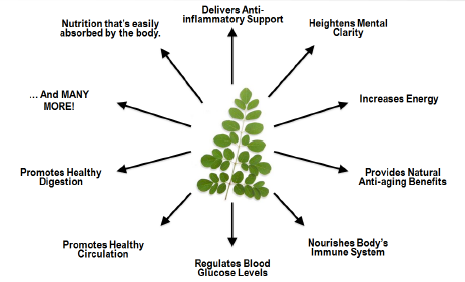 Delivers Anti-
inflammatory Support
Nutrition that's easily
absorbed by the body.
Heightens Mental
Clarity
... And MANY
MORE!
Increases Energy
Promotes Healthy
Digestion
Provides Natural
Anti-aging Benefits
Promotes Healthy
Circulation
Nourishes Body's
Immune System
Regulates Blood
Glucose Levels